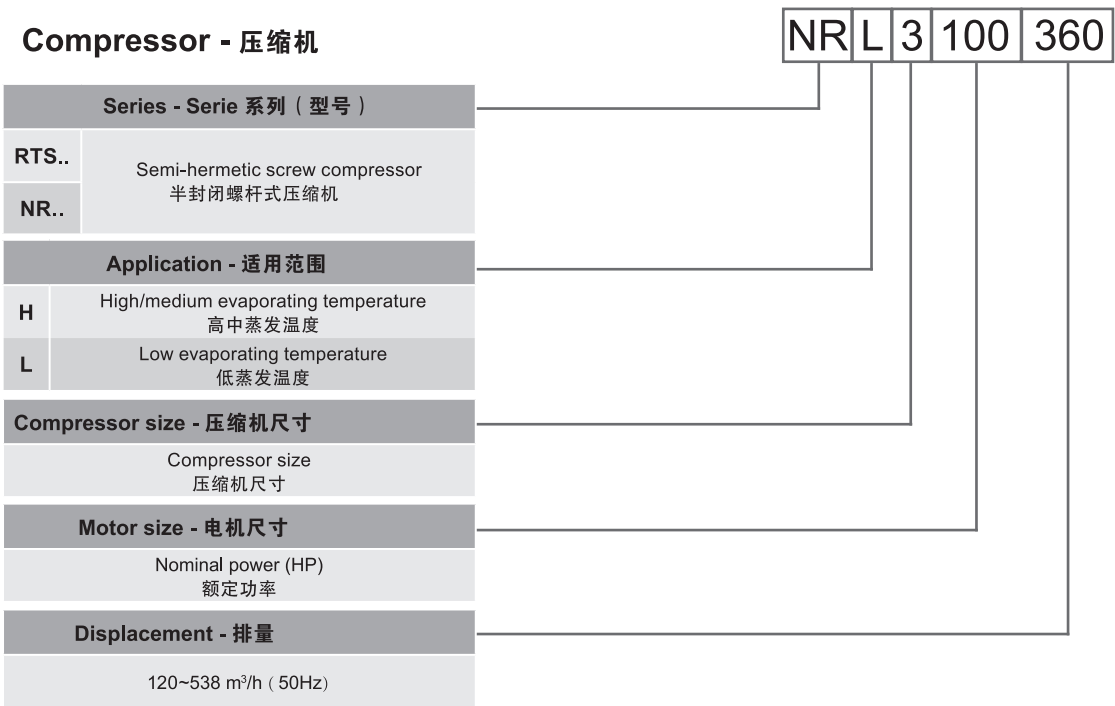 Compressor - 压缩机
NR L 3 100 360
Series - Serie 系列（型号）
RTS..
Semi-hermetic screw compressor
半封闭螺杆式压缩机
NR..
Application - 适用范围
H
High/medium evaporating temperature
高中蒸发温度
L
Low evaporating temperature
低蒸发温度
Compressor size - 压缩机尺寸
Compressor size
压缩机尺寸
Motor size - 电机尺寸
Nominal power (HP)
额定功率
Displacement - 排量
120~538 m³/h（50Hz）